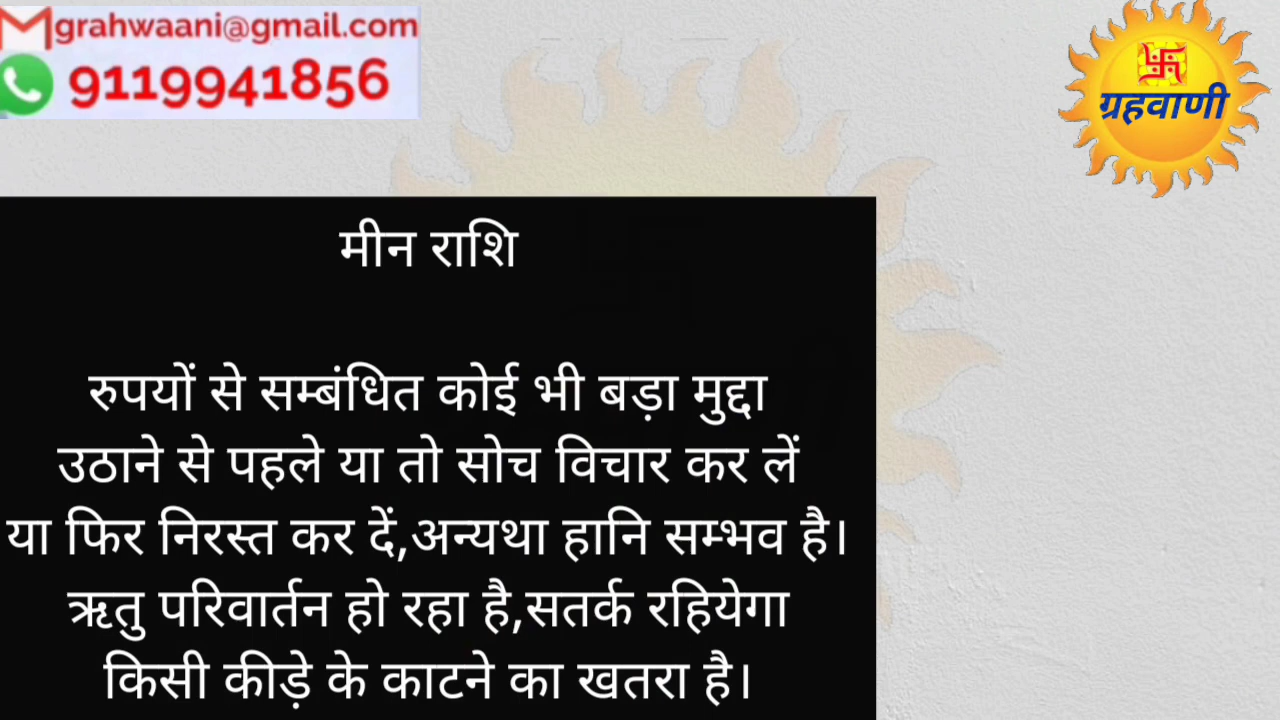 grahwaani@gmail.com
9119941856
ग्रहवाणी
मीन राशि
रुपयों से सम्बंधित कोई भी बड़ा मुद्दा
उठाने से पहले या तो सोच विचार कर लें
या फिर निरस्त कर दें,अन्यथा हानि सम्भव है।
ऋतु परिवार्तन हो रहा है,सतर्क रहियेगा
किसी कीड़े के काटने का खतरा है।